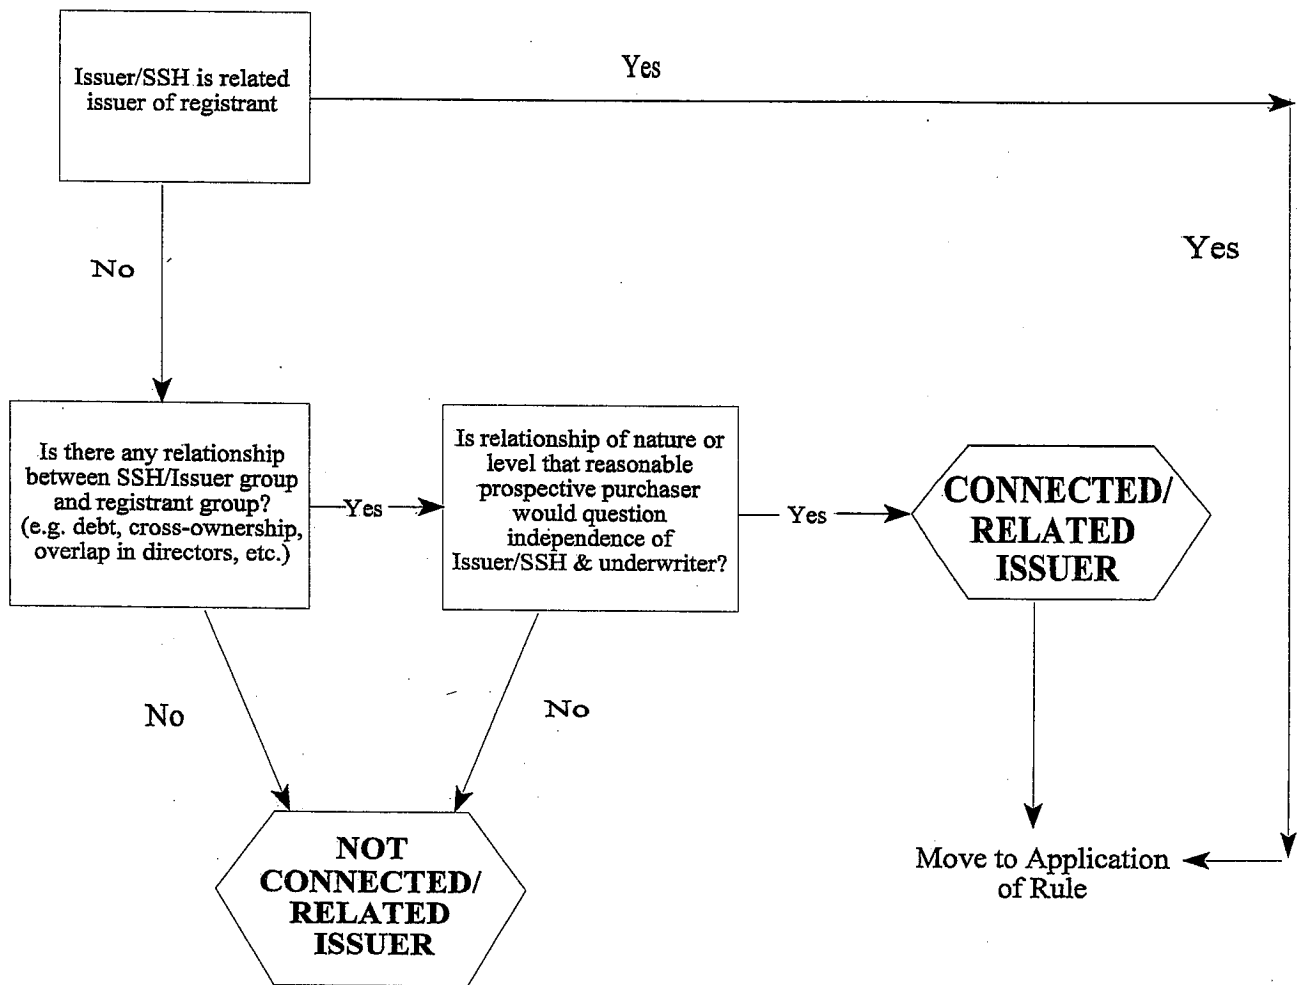 Issuer/SSH is related
issuer of registrant
Yes
No
Yes
Is there any relationship
between SSH/Issuer group
and registrant group?
(e.g. debt, cross-ownership,
overlap in directors, etc.)
Yes
Is relationship of nature or
level that reasonable
prospective purchaser
would question
independence of
Issuer/SSH & underwriter?
Yes
CONNECTED/
RELATED
ISSUER
No
No
NOT
CONNECTED/
RELATED
ISSUER
Move to Application
of Rule